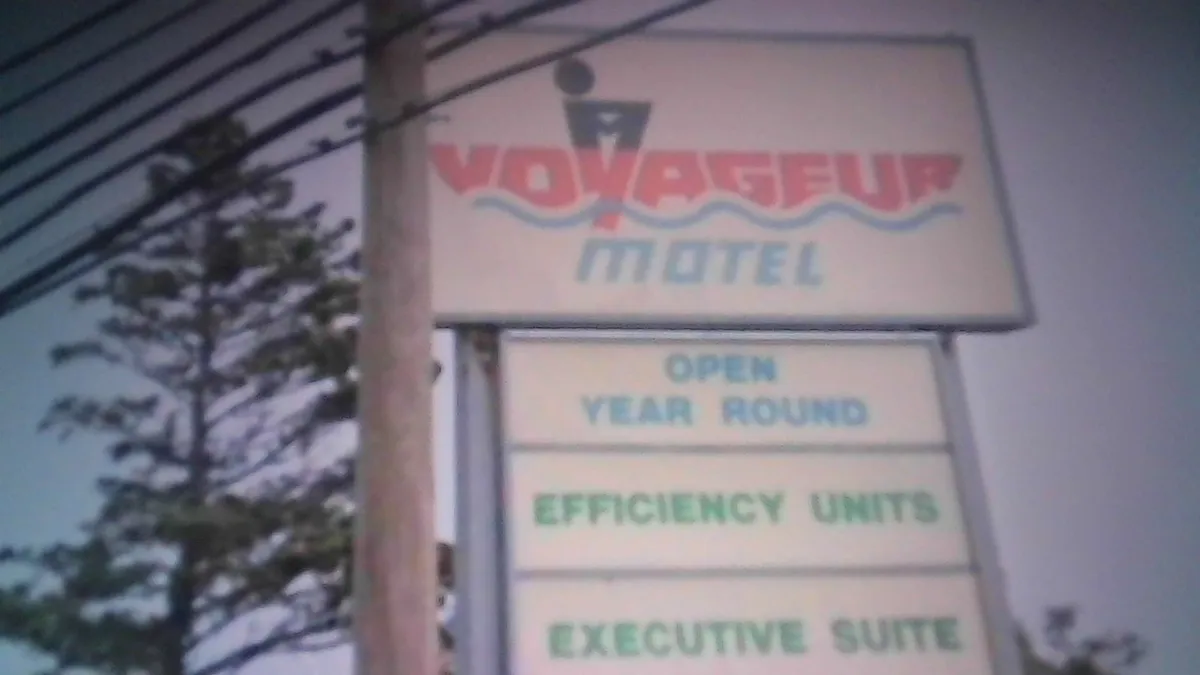 VOYAGEUR
MOTEL
OPEN
YEAR ROUND
EFFICIENCY UNITS
EXECUTIVE SUITE